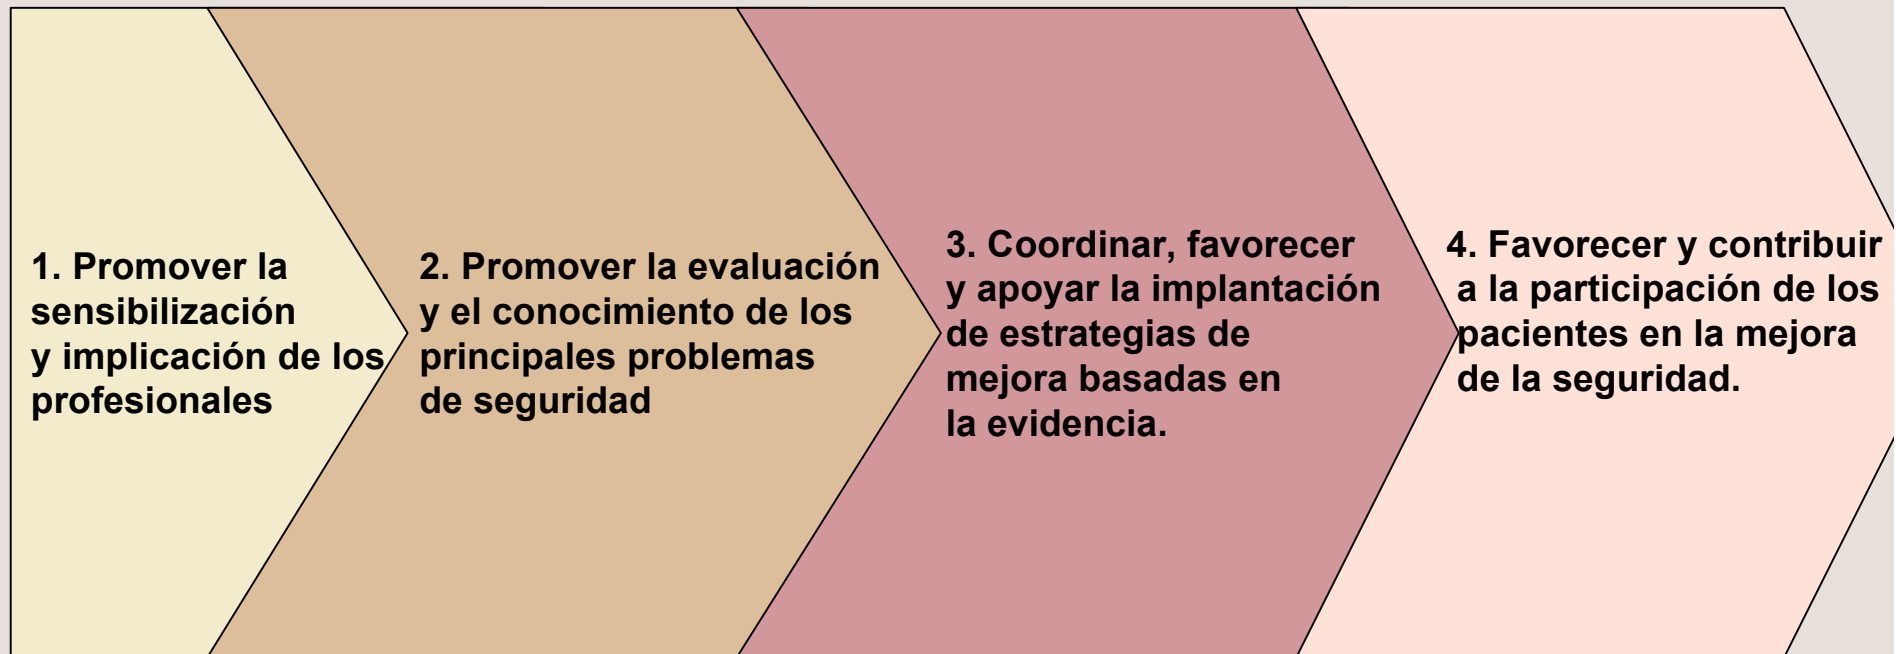 1. Promover la
sensibilización
y implicación de los
profesionales
2. Promover la evaluación
y el conocimiento de los
principales problemas
de seguridad
3. Coordinar, favorecer
y apoyar la implantación
de estrategias de
mejora basadas en
la evidencia.
4. Favorecer y contribuir
a la participación de los
pacientes en la mejora
de la seguridad.